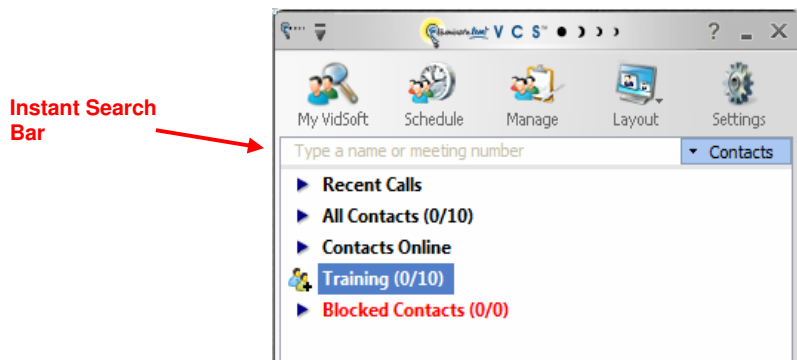 VCS™
?
My VidSoft Schedule Manage Layout Settings
Instant Search
Bar
Type a name or meeting number
Contacts
Recent Calls
All Contacts (0/10)
Contacts Online
Training (0/10)
Blocked Contacts (0/0)